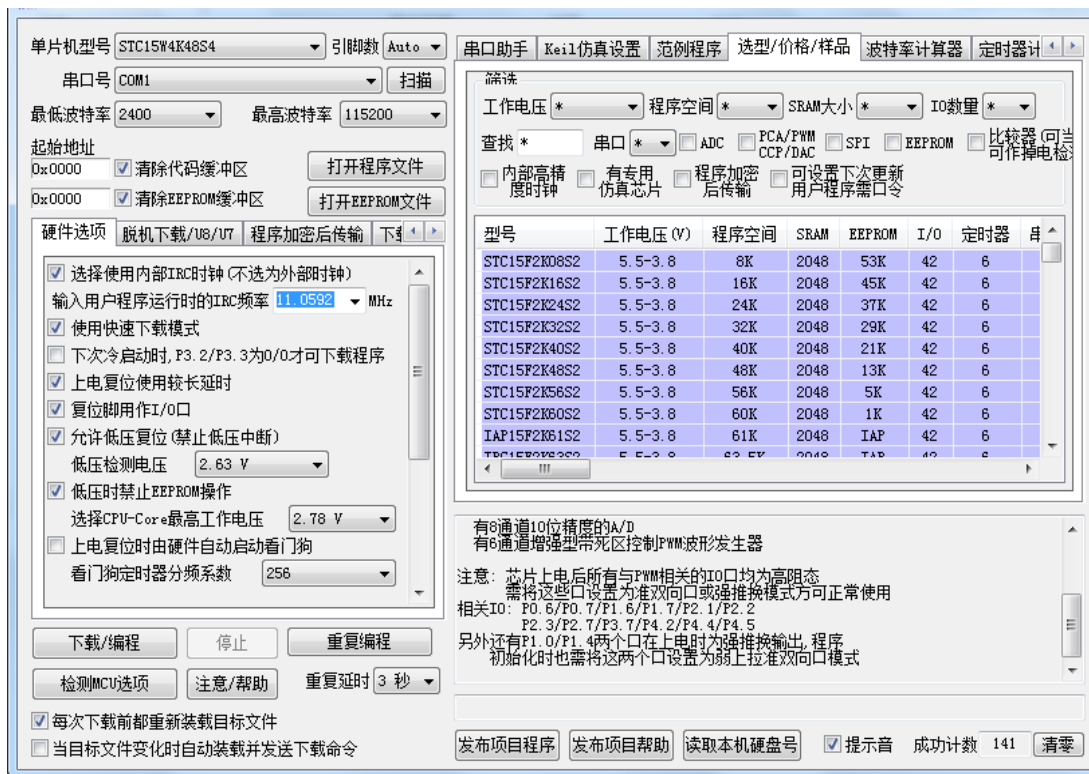 单片机型号 STC15W4K48S4 引脚数 Auto
串口号 COM1 扫描
最低波特率 2400 最高波特率 115200
起始地址
0x0000 清除代码缓冲区 打开程序文件
0x0000 清除EEPROM缓冲区 打开EEPROM文件
硬件选项 脱机下载/U8/U7 程序加密后传输
选择使用内部IRC时钟(不选为外部时钟)
输入用户程序运行时的IRC频率 11.0592 MHz
使用快速下载模式
下次冷启动时,P3.2/P3.3为0/0才可下载程序
上电复位使用较长延时
复位脚用作I/O口
允许低压复位(禁止低压中断)
低压检测电压 2.63 V
低压时禁止EEPROM操作
选择CPU-Core最高工作电压 2.78 V
上电复位时由硬件自动启动看门狗
看门狗定时器分频系数 256
下载/编程 停止 重复编程
检测MCU选项 注意/帮助 重复延时 3 秒
每次下载前都重新装载目标文件
当目标文件变化时自动装载并发送下载命令
串口助手 Keil仿真设置 范例程序 选型/价格/样品 波特率计算器 定时器计
筛选
工作电压 * 程序空间 * SRAM大小 * IO数量 *
查找 * 串口 * ADC PCA/PWM CCP/DAC SPI EEPROM 比较器(可当 可作掉电检
内部高精度时钟 有专用仿真芯片 程序加密后传输 可设置下次更新用户程序需口令
型号 工作电压(V) 程序空间 SRAM EEPROM I/O 定时器 串
STC15F2K08S2 5.5-3.8 8K 2048 53K 42 6
STC15F2K16S2 5.5-3.8 16K 2048 45K 42 6
STC15F2K24S2 5.5-3.8 24K 2048 37K 42 6
STC15F2K32S2 5.5-3.8 32K 2048 29K 42 6
STC15F2K40S2 5.5-3.8 40K 2048 21K 42 6
STC15F2K48S2 5.5-3.8 48K 2048 13K 42 6
STC15F2K56S2 5.5-3.8 56K 2048 5K 42 6
STC15F2K60S2 5.5-3.8 60K 2048 1K 42 6
IAP15F2K61S2 5.5-3.8 61K 2048 IAP 42 6
有8通道10位精度的A/D
有6通道增强型带死区控制PWM波形发生器
注意: 芯片上电后所有与PWM相关的IO口均为高阻态
需将这些口设置为准双向口或强推换模式方可正常使用
相关IO: P0.6/P0.7/P1.6/P1.7/P2.1/P2.2
P2.3/P2.7/P3.7/P4.2/P4.4/P4.5
另外还有P1.0/P1.4两个口在上电时为强推换输出,程序
初始化时也需将这两个口设置为弱上拉准双向口模式
发布项目程序 发布项目帮助 读取本机硬盘号 提示音 成功计数 141 清零